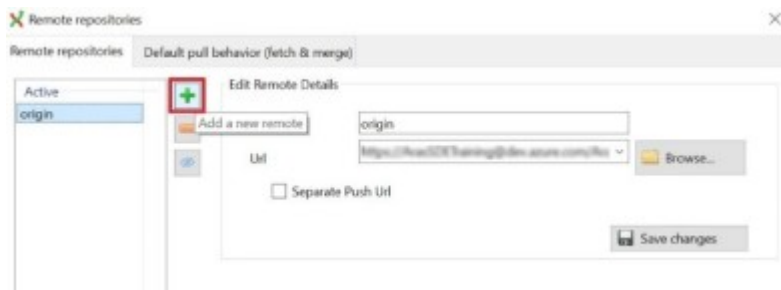 Remote repositories
Remote repositories
Default pull behavior (fetch & merge)
Active
Edit Remote Details
origin
Add a new remote
origin
Url
Browse...
Separate Push Url
Save changes